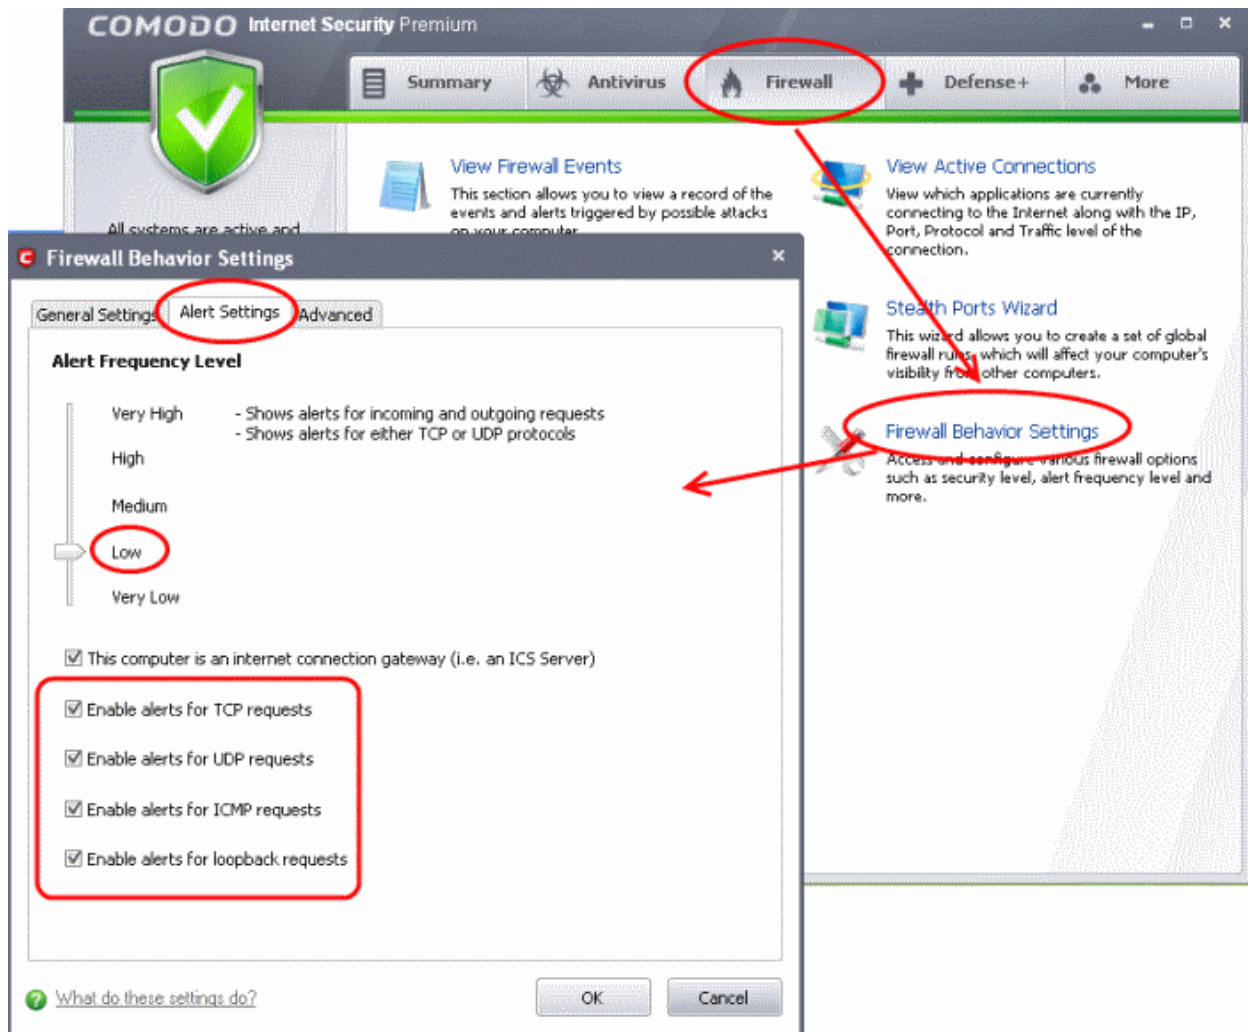 COMODO Internet Security Premium
Summary
Antivirus
Firewall
Defense+
More
View Firewall Events
This section allows you to view a record of the
events and alerts triggered by possible attacks
on your computer
View Active Connections
View which applications are currently
connecting to the Internet along with the IP,
Port, Protocol and Traffic level of the
connection.
All systems are active and
Stealth Ports Wizard
This wizard allows you to create a set of global
firewall rules, which will affect your computer's
visibility from other computers.
Firewall Behavior Settings
Access and configure various firewall options
such as security level, alert frequency level and
more.
Firewall Behavior Settings
General Settings
Alert Settings
Advanced
Alert Frequency Level
Very High
- Shows alerts for incoming and outgoing requests
- Shows alerts for either TCP or UDP protocols
High
Medium
Low
Very Low
This computer is an internet connection gateway (i.e. an ICS Server)
Enable alerts for TCP requests
Enable alerts for UDP requests
Enable alerts for ICMP requests
Enable alerts for loopback requests
What do these settings do?
OK
Cancel